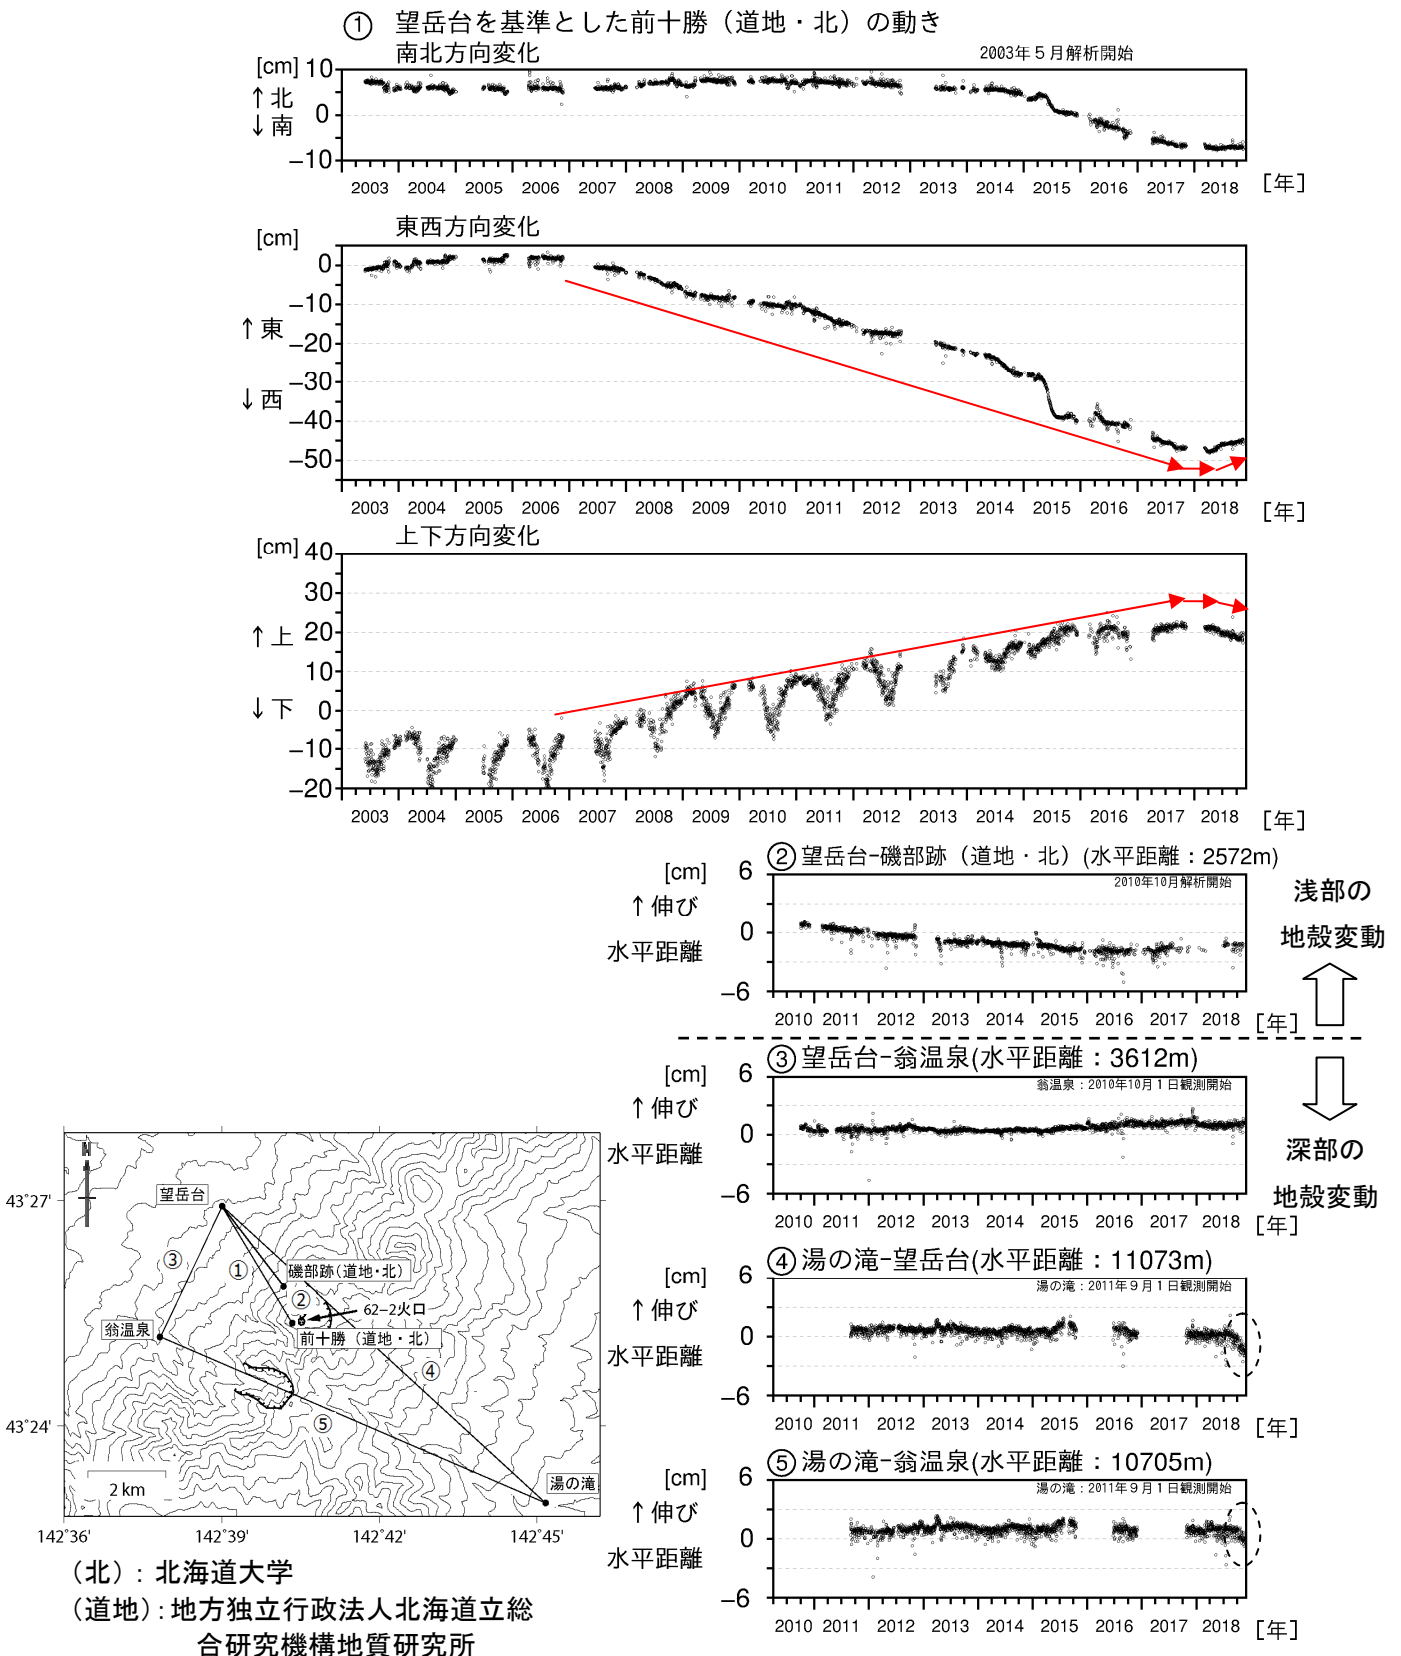 ① 望岳台を基準とした前十勝（道地・北）の動き
南北方向変化
2003年５月解析開始
[cm]
↑北
↓南
10
0
−10
2003 2004 2005 2006 2007 2008 2009 2010 2011 2012 2013 2014 2015 2016 2017 2018 [年]
東西方向変化
[cm]
↑東
↓西
0
−10
−20
−30
−40
−50
2003 2004 2005 2006 2007 2008 2009 2010 2011 2012 2013 2014 2015 2016 2017 2018 [年]
上下方向変化
[cm]
↑上
↓下
40
30
20
10
0
−10
−20
2003 2004 2005 2006 2007 2008 2009 2010 2011 2012 2013 2014 2015 2016 2017 2018 [年]
②望岳台−磯部跡（道地・北）(水平距離：2572m)
2010年10月解析開始
[cm]
↑伸び
水平距離
6
0
−6
2010 2011 2012 2013 2014 2015 2016 2017 2018 [年]
浅部の
地殻変動
③望岳台−翁温泉(水平距離：3612m)
翁温泉：2010年10月１日観測開始
[cm]
↑伸び
水平距離
6
0
−6
2010 2011 2012 2013 2014 2015 2016 2017 2018 [年]
深部の
地殻変動
④湯の滝−望岳台(水平距離：11073m)
湯の滝：2011年９月１日観測開始
[cm]
↑伸び
水平距離
6
0
−6
2010 2011 2012 2013 2014 2015 2016 2017 2018 [年]
⑤湯の滝−翁温泉(水平距離：10705m)
湯の滝：2011年９月１日観測開始
[cm]
↑伸び
水平距離
6
0
−6
2010 2011 2012 2013 2014 2015 2016 2017 2018 [年]
N
43˚27'
43˚24'
望岳台
③
①
磯部跡(道地・北)
②
62−2火口
翁温泉
前十勝（道地・北）
④
⑤
湯の滝
2 km
142˚36' 142˚39' 142˚42' 142˚45'
（北）：北海道大学
（道地）：地方独立行政法人北海道立総
合研究機構地質研究所